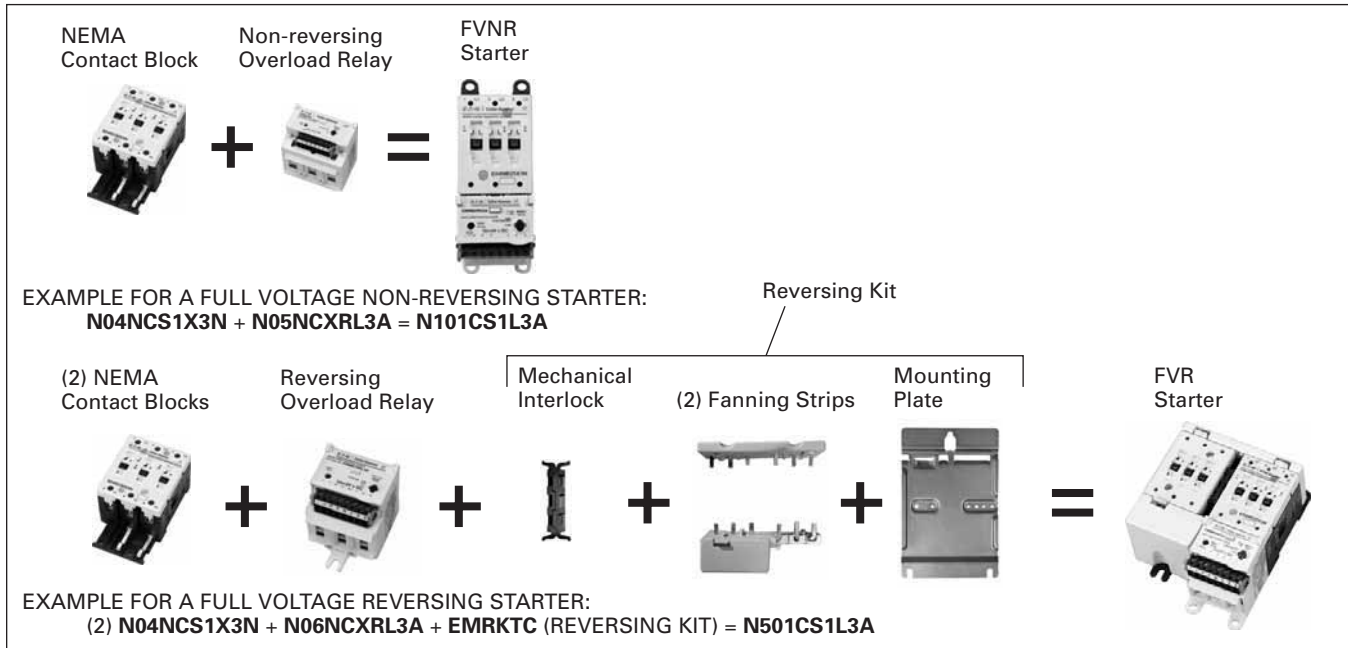 NEMA
Contact Block
Non-reversing
Overload Relay
FVNR
Starter
EXAMPLE FOR A FULL VOLTAGE NON-REVERSING STARTER:
N04NCS1X3N + N05NCXRL3A = N101CS1L3A
Reversing Kit
(2) NEMA
Contact Blocks
Reversing
Overload Relay
Mechanical
Interlock
(2) Fanning Strips
Mounting
Plate
FVR
Starter
EXAMPLE FOR A FULL VOLTAGE REVERSING STARTER:
(2) N04NCS1X3N + N06NCXRL3A + EMRKTC (REVERSING KIT) = N501CS1L3A